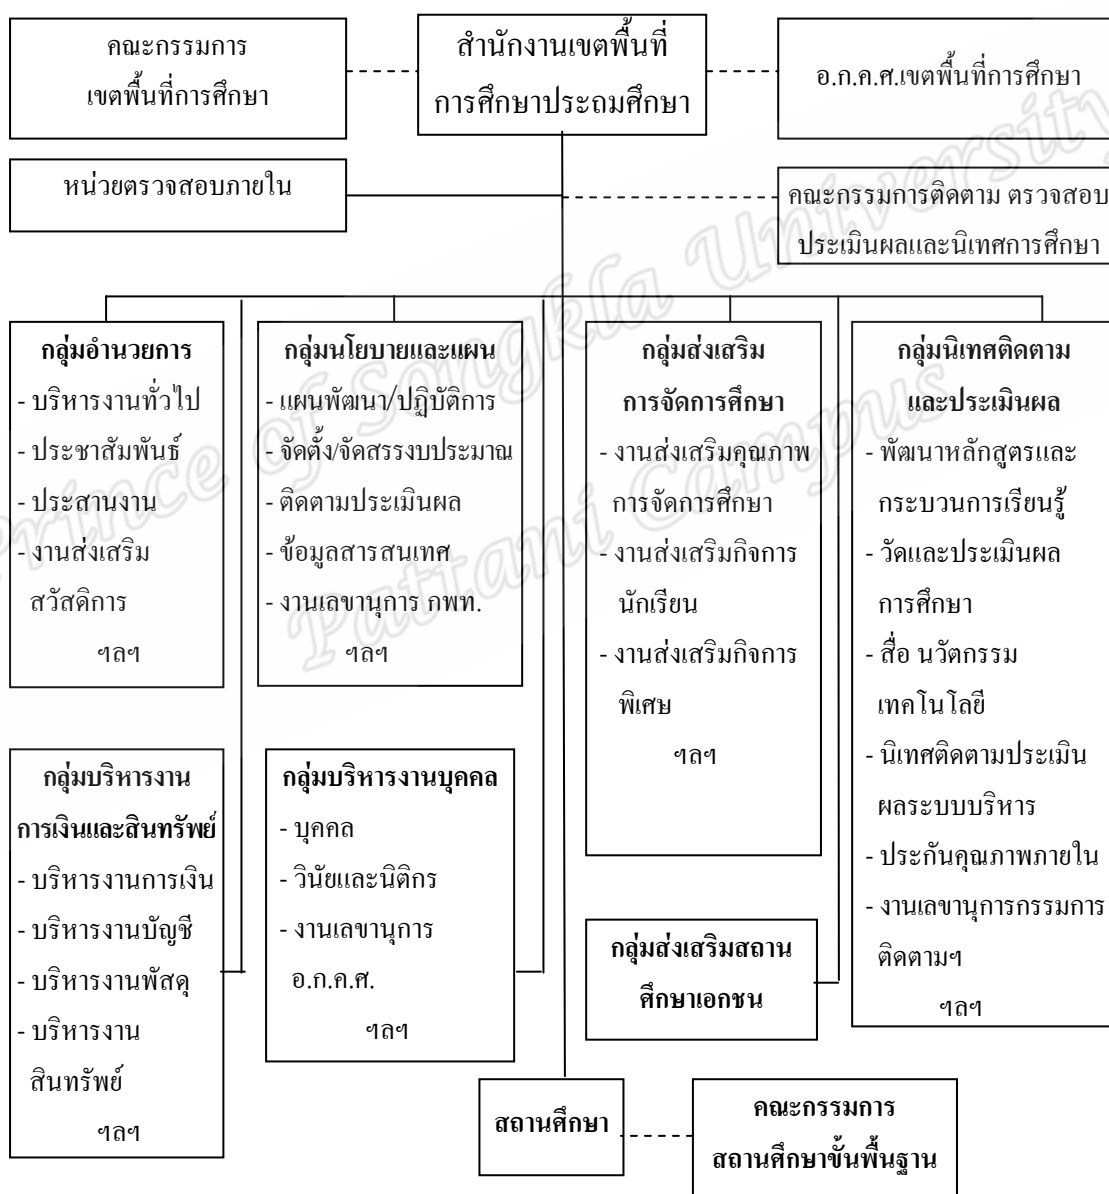 คณะกรรมการ
เขตพื้นที่การศึกษา
สำนักงานเขตพื้นที่
การศึกษาประถมศึกษา
อ.ก.ค.ศ.เขตพื้นที่การศึกษา
หน่วยตรวจสอบภายใน
คณะกรรมการติดตาม ตรวจสอบ
ประเมินผลและนิเทศการศึกษา
กลุ่มอำนวยการ
- บริหารงานทั่วไป
- ประชาสัมพันธ์
- ประสานงาน
- งานส่งเสริม
สวัสดิการ
ฯลฯ
กลุ่มนโยบายและแผน
- แผนพัฒนา/ปฏิบัติการ
- จัดตั้ง/จัดสรรงบประมาณ
- ติดตามประเมินผล
- ข้อมูลสารสนเทศ
- งานเลขานุการ กพท.
ฯลฯ
กลุ่มส่งเสริม
การจัดการศึกษา
- งานส่งเสริมคุณภาพ
การจัดการศึกษา
- งานส่งเสริมกิจการ
นักเรียน
- งานส่งเสริมกิจการ
พิเศษ
ฯลฯ
กลุ่มนิเทศติดตาม
และประเมินผล
- พัฒนาหลักสูตรและ
กระบวนการเรียนรู้
- วัดและประเมินผล
การศึกษา
- สื่อ นวัตกรรม
เทคโนโลยี
- นิเทศติดตามประเมิน
ผลระบบบริหาร
- ประกันคุณภาพภายใน
- งานเลขานุการกรรมการ
ติดตามฯ
ฯลฯ
กลุ่มบริหารงาน
การเงินและสินทรัพย์
- บริหารงานการเงิน
- บริหารงานบัญชี
- บริหารงานพัสดุ
- บริหารงาน
สินทรัพย์
ฯลฯ
กลุ่มบริหารงานบุคคล
- บุคคล
- วินัยและนิติกร
- งานเลขานุการ
อ.ก.ค.ศ.
ฯลฯ
กลุ่มส่งเสริมสถาน
ศึกษาเอกชน
สถานศึกษา
คณะกรรมการ
สถานศึกษาขั้นพื้นฐาน
Prince of Songkla University
Pattani Campus